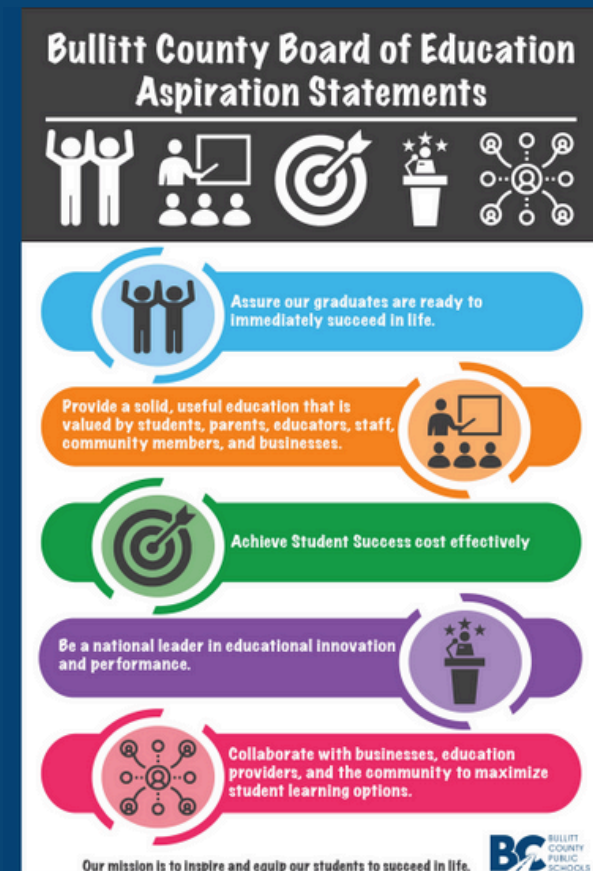 Bullitt County Board of Education
Aspiration Statements
Assure our graduates are ready to
immediately succeed in life.
Provide a solid, useful education that is
valued by students, parents, educators, staff,
community members, and businesses.
Achieve Student Success cost effectively
Be a national leader in educational innovation
and performance.
Collaborate with businesses, education
providers, and the community to maximize
student learning options.
Our mission is to inspire and equip our students to succeed in life.
BC
BULLITT
COUNTY
PUBLIC
SCHOOLS